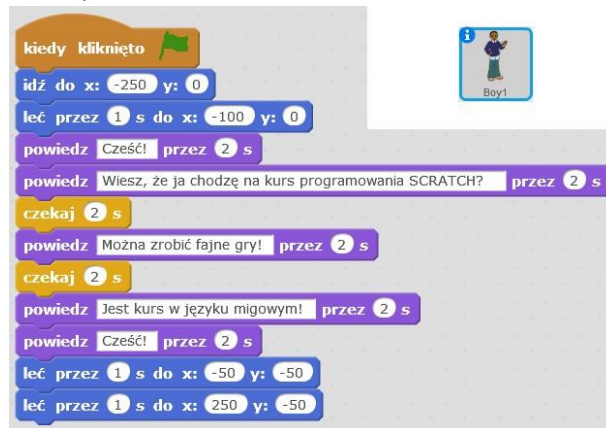 kiedy kliknięto
idź do x: -250 y: 0
leć przez 1 s do x: -100 y: 0
powiedz Cześć! przez 2 s
powiedz Wiesz, że ja chodzę na kurs programowania SCRATCH? przez 2 s
czekaj 2 s
powiedz Można zrobić fajne gry! przez 2 s
czekaj 2 s
powiedz Jest kurs w języku migowym! przez 2 s
powiedz Cześć! przez 2 s
leć przez 1 s do x: -50 y: -50
leć przez 1 s do x: 250 y: -50
i
Boy1